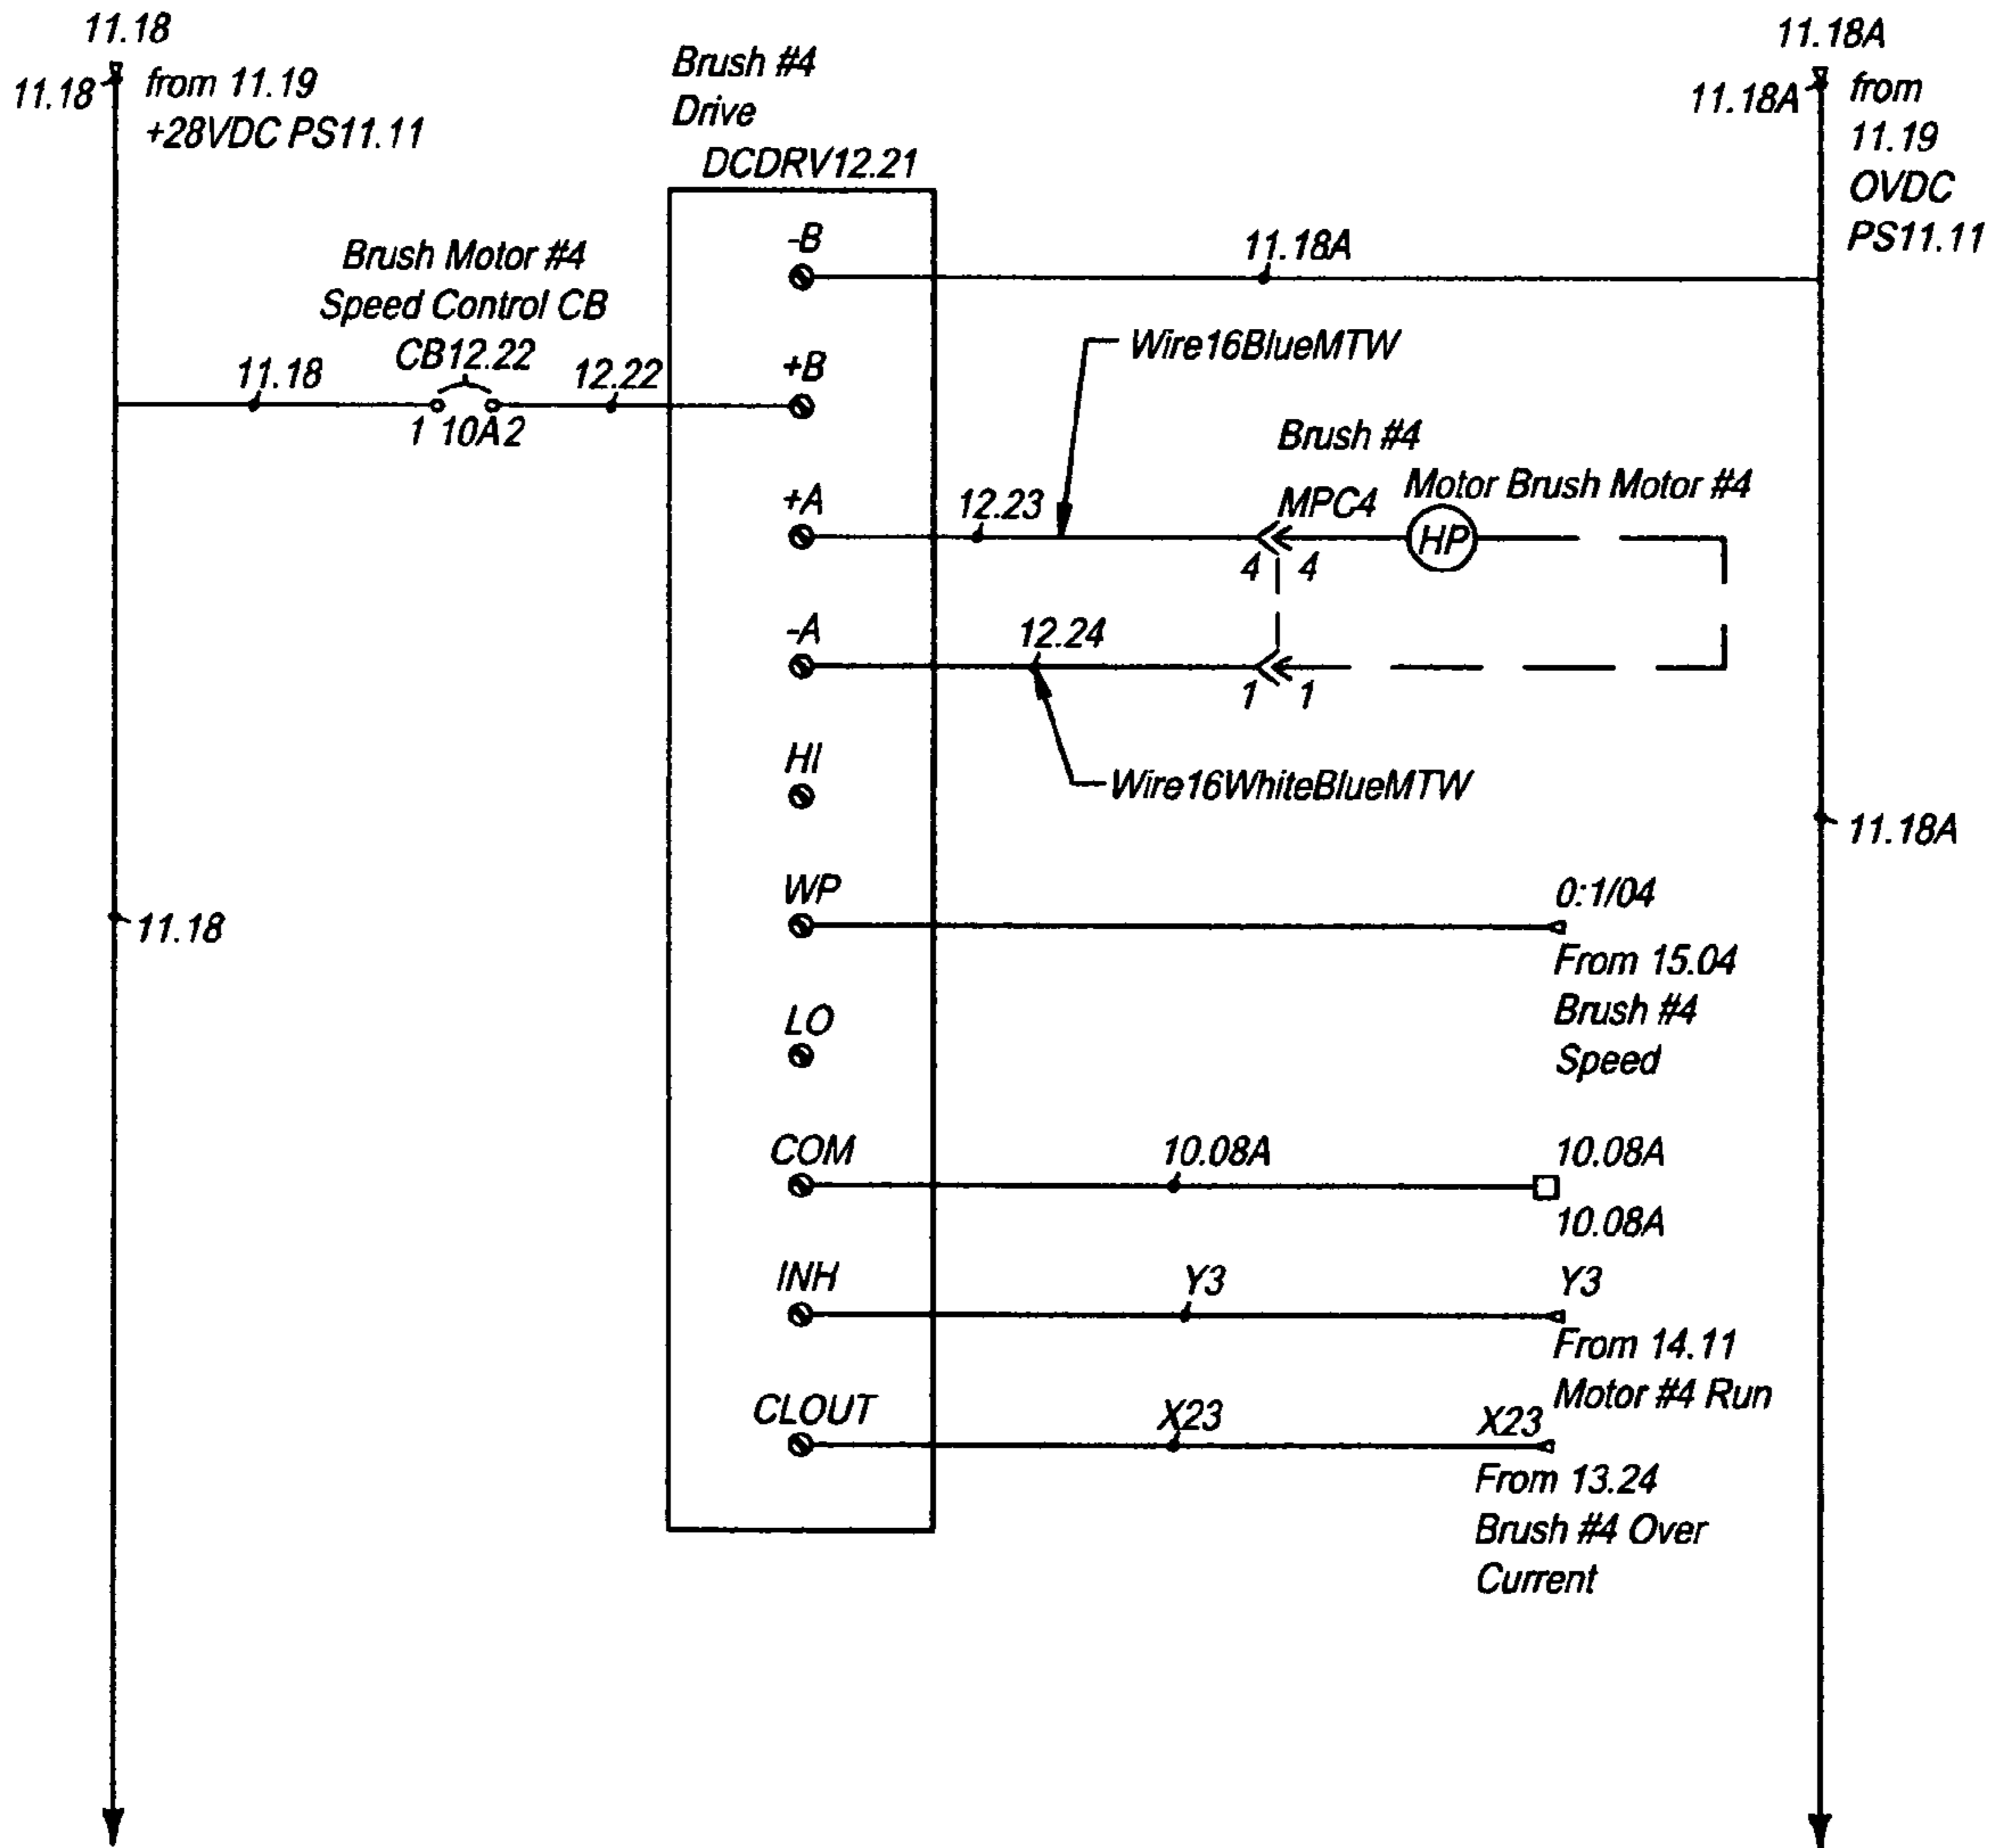 11.18
11.18
from 11.19
+28VDC PS11.11
Brush #4
Drive
DCDRV12.21
11.18A
11.18A
from
11.19
OVDC
PS11.11
-B
11.18A
Brush Motor #4
Speed Control CB
CB12.22
11.18
12.22
1 10A 2
+B
Wire16BlueMTW
Brush #4
MPC4
Motor Brush Motor #4
+A
12.23
HP
4 4
-A
12.24
1 1
HI
Wire16WhiteBlueMTW
11.18A
WP
0:1/04
From 15.04
Brush #4
Speed
11.18
LO
COM
10.08A
10.08A
10.08A
INH
Y3
Y3
From 14.11
Motor #4 Run
CLOUT
X23
X23
From 13.24
Brush #4 Over
Current